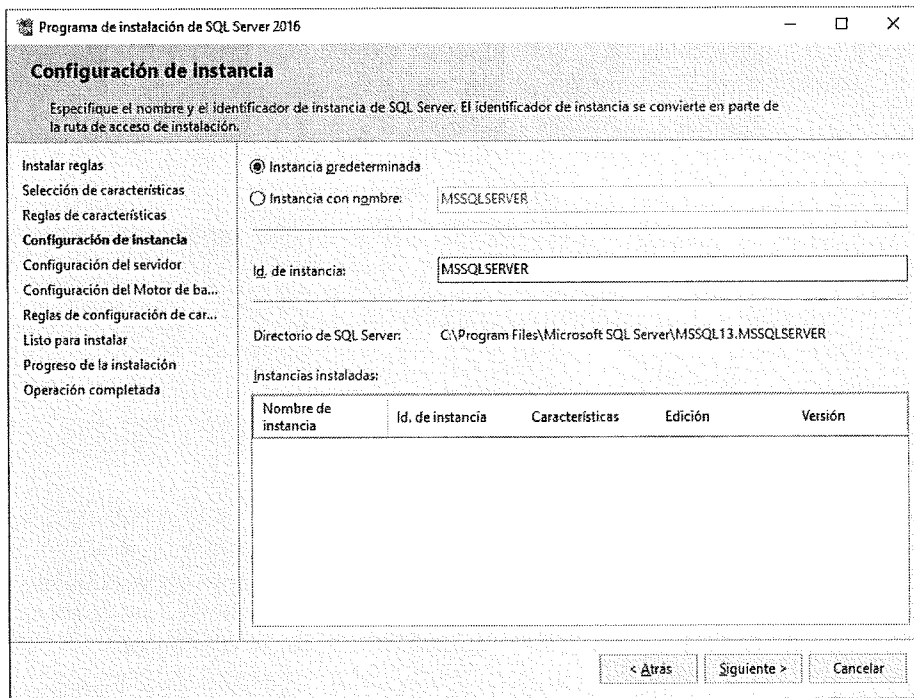 Programa de instalación de SQL Server 2016
Configuración de instancia
Especifique el nombre y el identificador de instancia de SQL Server. El identificador de instancia se convierte en parte de
la ruta de acceso de instalación.
Instalar reglas
Selección de características
Reglas de características
Configuración de instancia
Configuración del servidor
Configuración del Motor de ba...
Reglas de configuración de car...
Listo para instalar
Progreso de la instalación
Operación completada
Instancia predeterminada
Instancia con nombre: MSSQLSERVER
Id. de instancia: MSSQLSERVER
Directorio de SQL Server: C:\Program Files\Microsoft SQL Server\MSSQL13.MSSQLSERVER
Instancias instaladas:
Nombre de instancia Id. de instancia Características Edición Versión
< Atras Siguiente > Cancelar